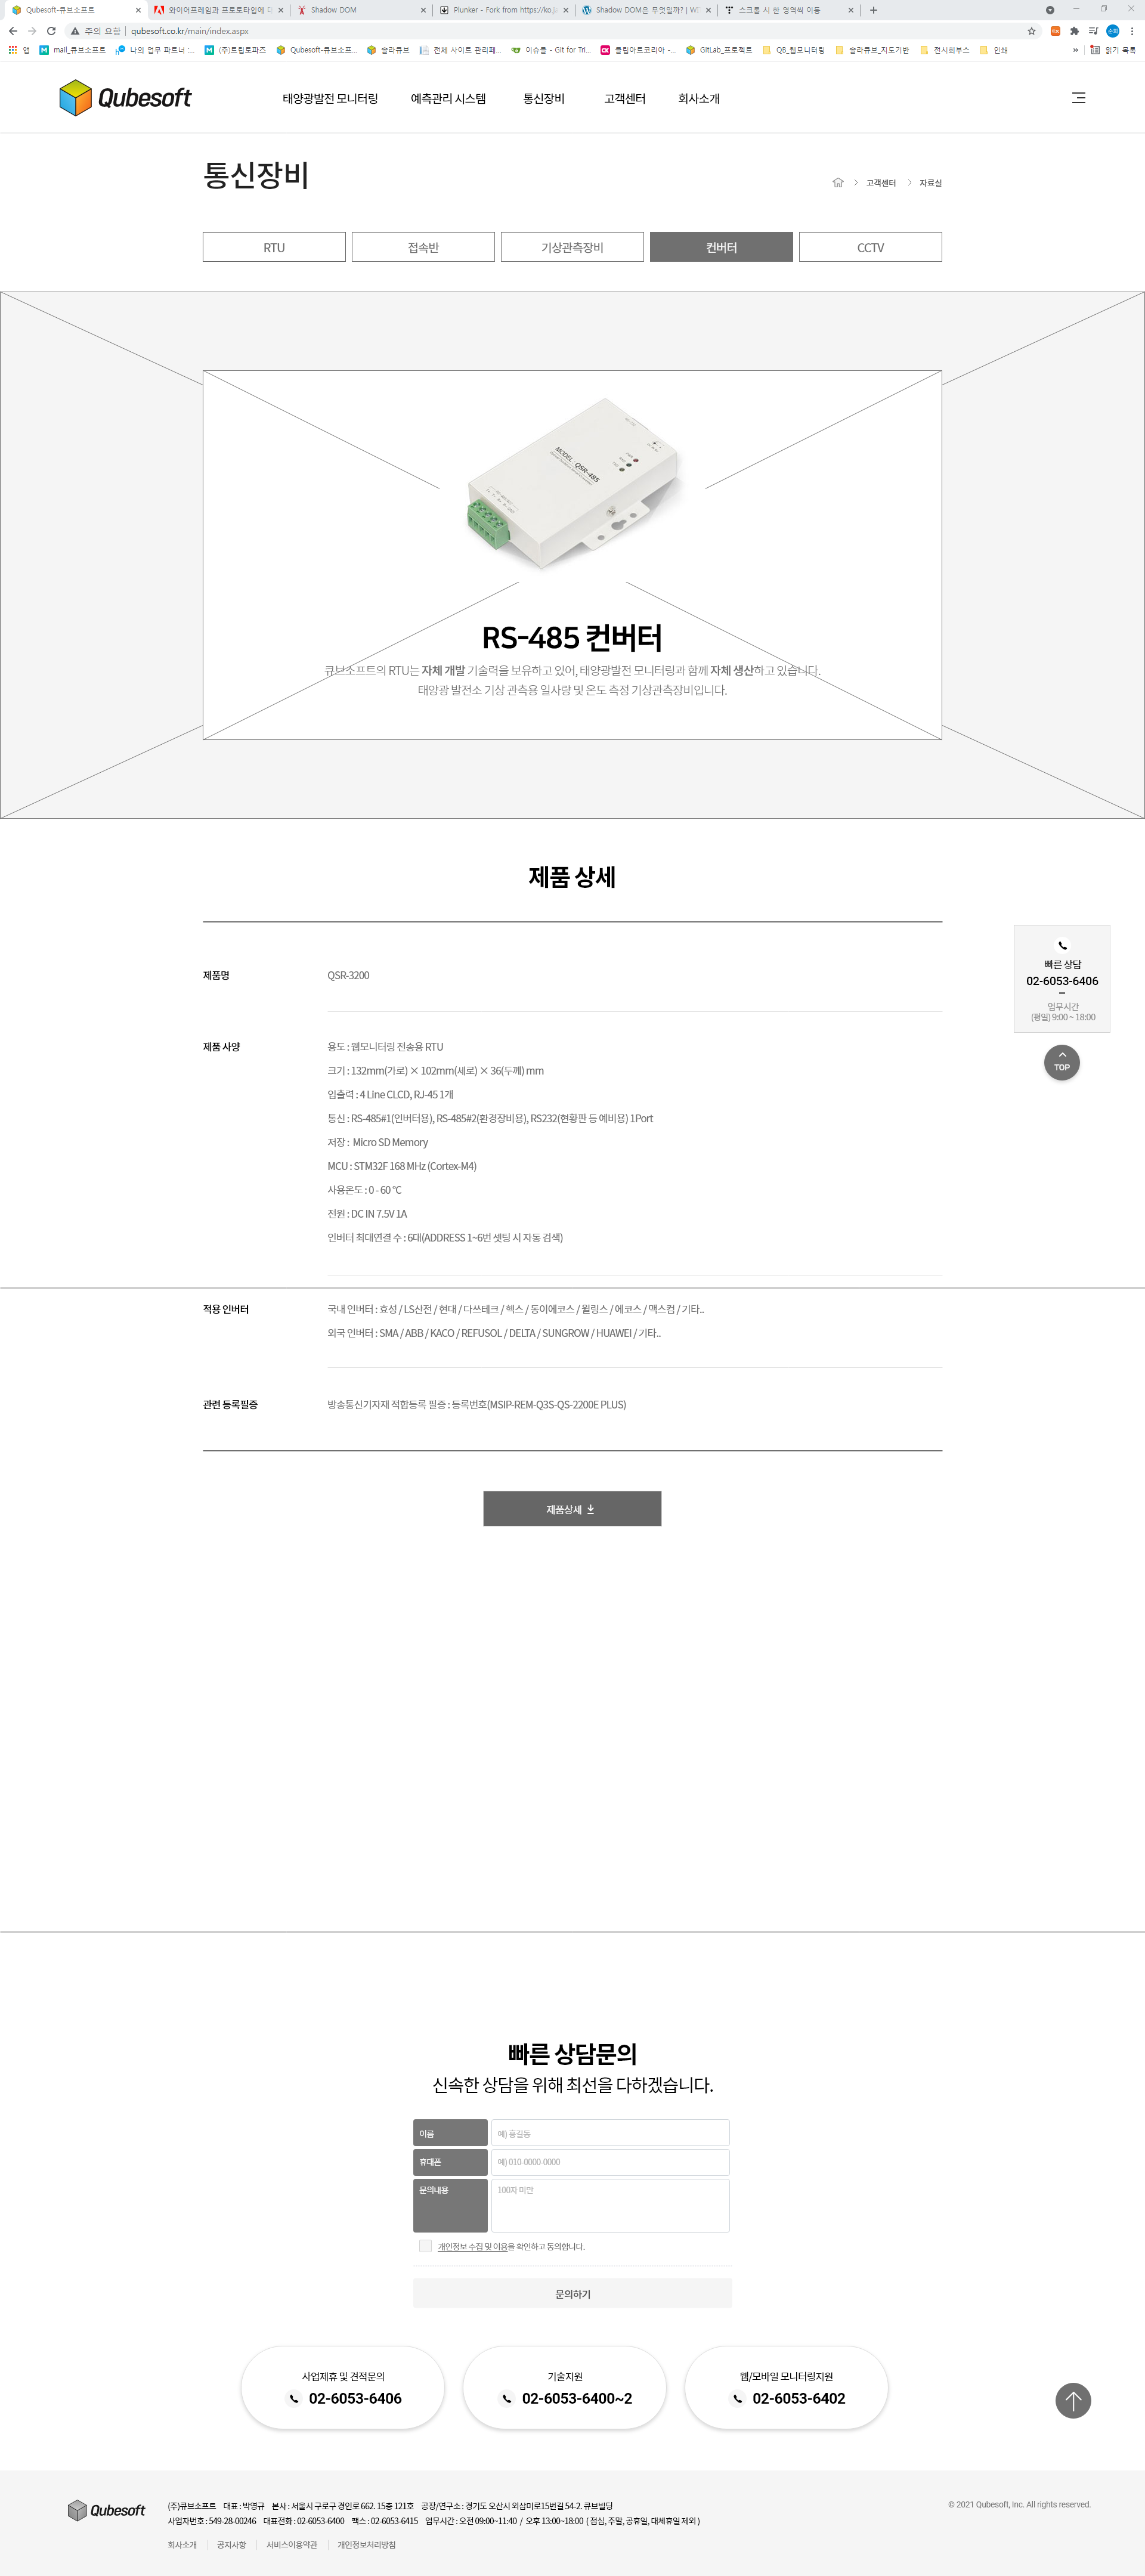 Qubesoft-큐브소프트
와이어프레임과 프로토타입에 대
Shadow DOM
Plunker - Fork from https://ko.ja
Shadow DOM은 무엇일까? | WI
스크롤 시 한 영역씩 이동
주의 요함 | qubesoft.co.kr/main/index.aspx
앱 mail_큐브소프트 나의 업무 파트너 :... (주)트림토파즈 Qubesoft-큐브소프... 솔라큐브 전체 사이트 관리페... 이슈들 - Git for Tri... 클립아트코리아 -... GitLab_프로젝트 Q8_웹모니터링 솔라큐브_지도기반 전시회부스 인쇄 » 읽기 목록
Qubesoft 태양광발전 모니터링 예측관리 시스템 통신장비 고객센터 회사소개
통신장비
고객센터 > 자료실
RTU 접속반 기상관측장비 컨버터 CCTV
MODEL : QSR-485
RS-485 컨버터
큐브소프트의 RTU는 자체 개발 기술력을 보유하고 있어, 태양광발전 모니터링과 함께 자체 생산하고 있습니다.
태양광 발전소 기상 관측용 일사량 및 온도 측정 기상관측장비입니다.
제품 상세
제품명 QSR-3200
빠른 상담
02-6053-6406
업무시간
(평일) 9:00 ~ 18:00
TOP
제품 사양 용도 : 웹모니터링 전송용 RTU
크기 : 132mm(가로) × 102mm(세로) × 36(두께) mm
입출력 : 4 Line CLCD, RJ-45 1개
통신 : RS-485#1(인버터용), RS-485#2(환경장비용), RS232(현황판 등 예비용) 1Port
저장 : Micro SD Memory
MCU : STM32F 168 MHz (Cortex-M4)
사용온도 : 0 - 60 ℃
전원 : DC IN 7.5V 1A
인버터 최대연결 수 : 6대(ADDRESS 1~6번 셋팅 시 자동 검색)
적용 인버터 국내 인버터 : 효성 / LS산전 / 현대 / 다쓰테크 / 헥스 / 동이에코스 / 윌링스 / 에코스 / 맥스컴 / 기타..
외국 인버터 : SMA / ABB / KACO / REFUSOL / DELTA / SUNGROW / HUAWEI / 기타..
관련 등록필증 방송통신기자재 적합등록 필증 : 등록번호(MSIP-REM-Q3S-QS-2200E PLUS)
제품상세
빠른 상담문의
신속한 상담을 위해 최선을 다하겠습니다.
이름 예) 홍길동
휴대폰 예) 010-0000-0000
문의내용 100자 미만
개인정보 수집 및 이용을 확인하고 동의합니다.
문의하기
사업제휴 및 견적문의
02-6053-6406
기술지원
02-6053-6400~2
웹/모바일 모니터링지원
02-6053-6402
Qubesoft
(주)큐브소프트 대표 : 박영규 본사 : 서울시 구로구 경인로 662. 15층 121호 공장/연구소 : 경기도 오산시 외삼미로15번길 54-2. 큐브빌딩
사업자번호 : 549-28-00246 대표전화 : 02-6053-6400 팩스 : 02-6053-6415 업무시간 : 오전 09:00~11:40 / 오후 13:00~18:00 ( 점심, 주말, 공휴일, 대체휴일 제외 )
회사소개 | 공지사항 | 서비스이용약관 | 개인정보처리방침
© 2021 Qubesoft, Inc. All rights reserved.